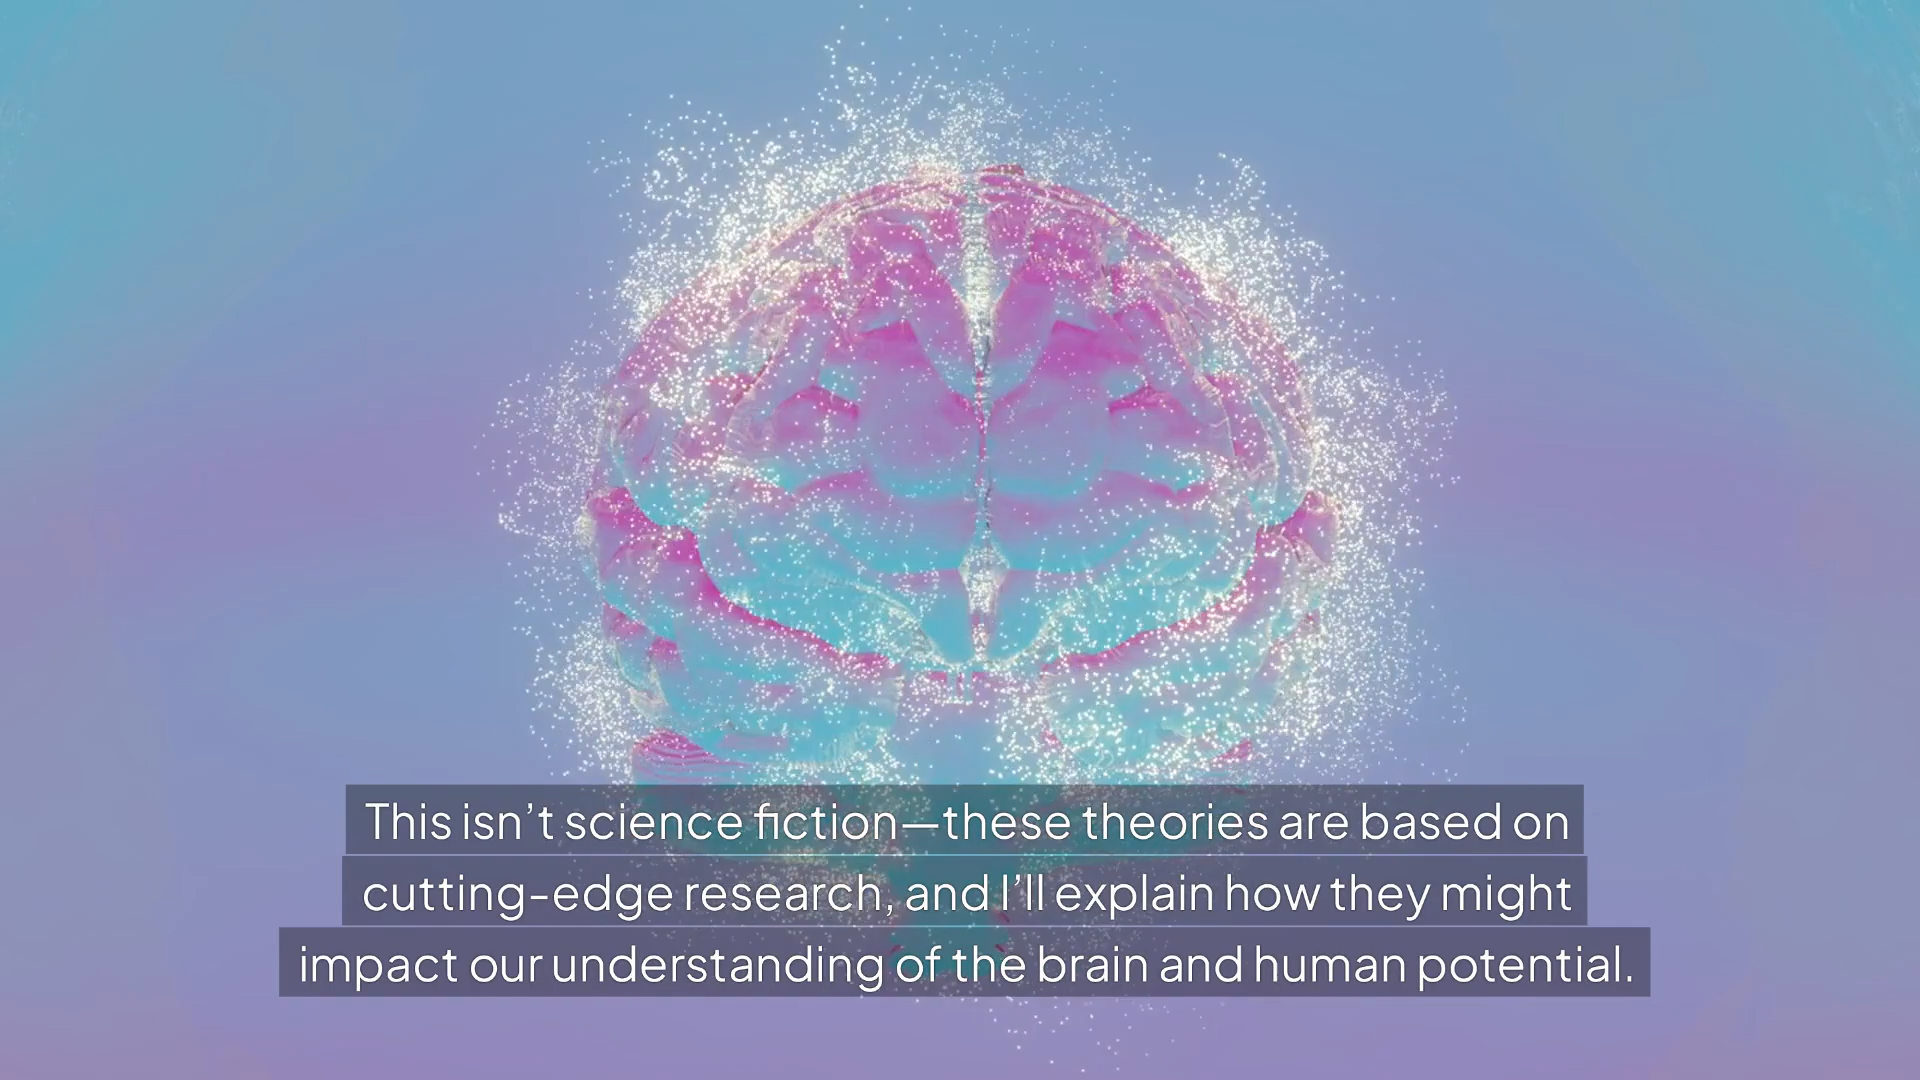 This isn’t science fiction—these theories are based on
cutting-edge research, and I’ll explain how they might
impact our understanding of the brain and human potential.